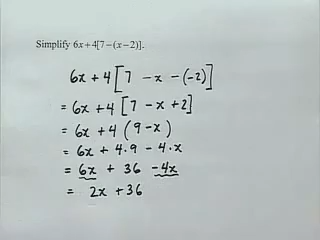 Simplify 6x+4[7−(x−2)].
6x + 4[7 − x − (−2)]
= 6x + 4 [7 − x + 2]
= 6x + 4 (9 − x)
= 6x + 4·9 − 4·x
= 6x + 36 − 4x
= 2x + 36